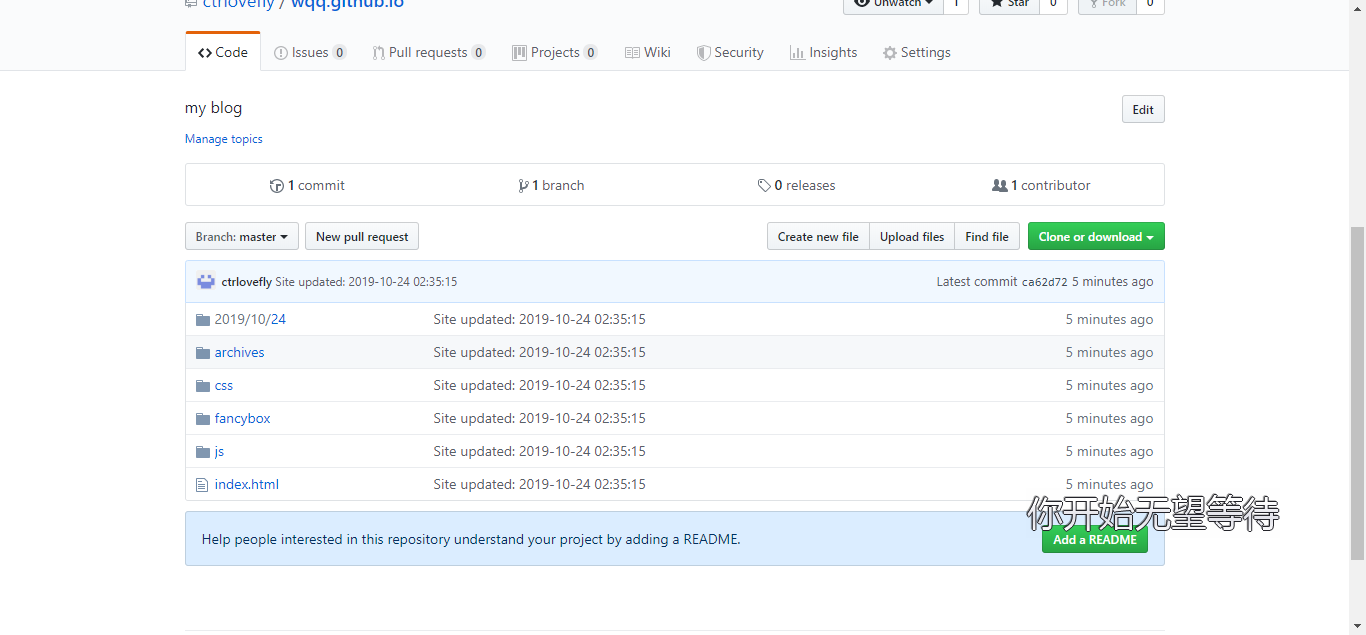 ctrlovefly / wqq.github.io
Unwatch 1 Star 0 Fork 0
Code Issues 0 Pull requests 0 Projects 0 Wiki Security Insights Settings
my blog
Edit
Manage topics
1 commit 1 branch 0 releases 1 contributor
Branch: master New pull request Create new file Upload files Find file Clone or download
ctrlovefly Site updated: 2019-10-24 02:35:15 Latest commit ca62d72 5 minutes ago
2019/10/24 Site updated: 2019-10-24 02:35:15 5 minutes ago
archives Site updated: 2019-10-24 02:35:15 5 minutes ago
css Site updated: 2019-10-24 02:35:15 5 minutes ago
fancybox Site updated: 2019-10-24 02:35:15 5 minutes ago
js Site updated: 2019-10-24 02:35:15 5 minutes ago
index.html Site updated: 2019-10-24 02:35:15 5 minutes ago
你开始无望等待
Help people interested in this repository understand your project by adding a README. Add a README